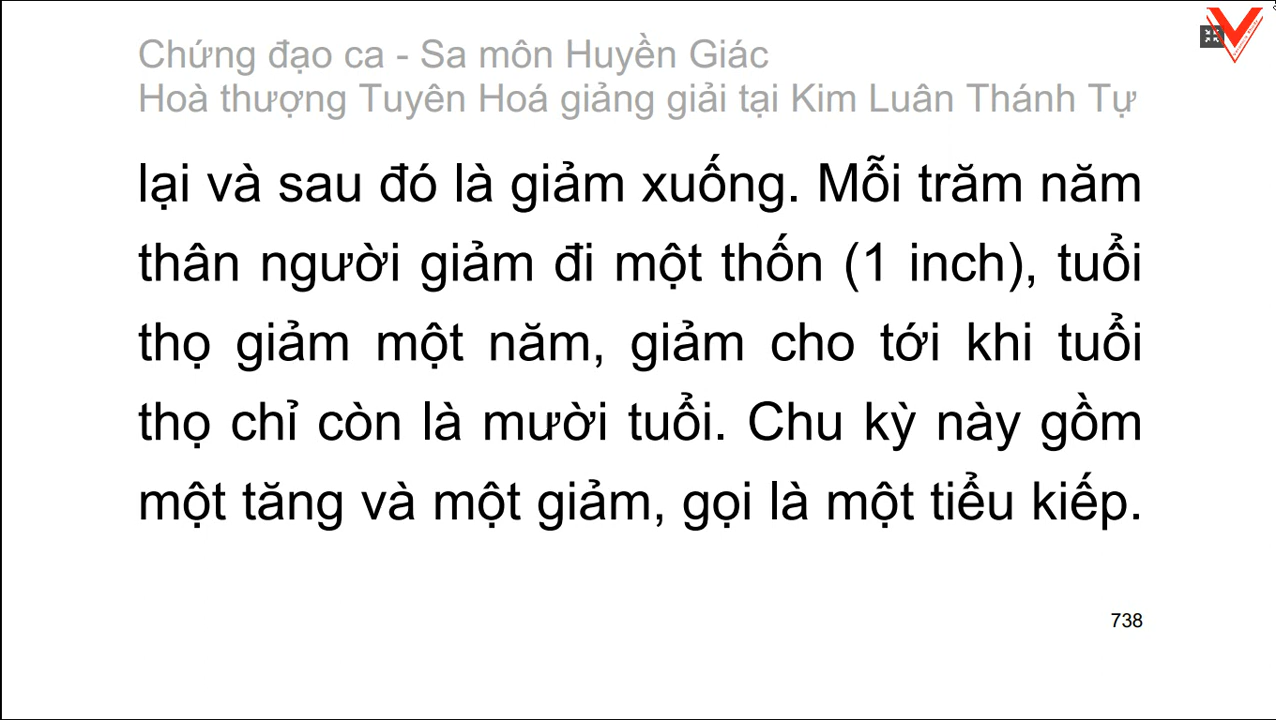 Chứng đạo ca - Sa môn Huyền Giác
Hoà thượng Tuyên Hoá giảng giải tại Kim Luân Thánh Tự
lại và sau đó là giảm xuống. Mỗi trăm năm
thân người giảm đi một thốn (1 inch), tuổi
thọ giảm một năm, giảm cho tới khi tuổi
thọ chỉ còn là mười tuổi. Chu kỳ này gồm
một tăng và một giảm, gọi là một tiểu kiếp.
738